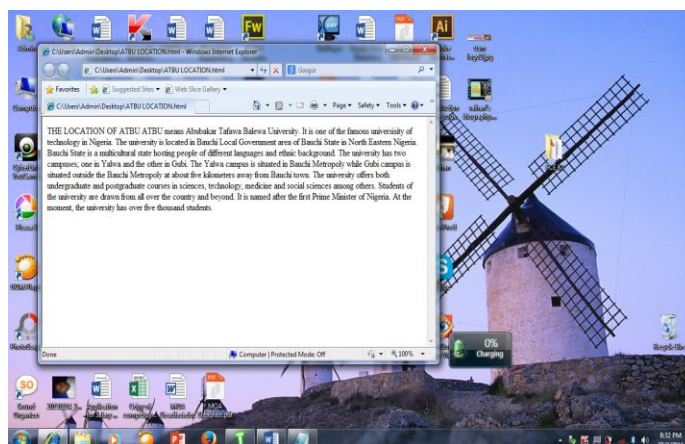 C:\Users\Admin\Desktop\ATBU LOCATION.html - Windows Internet Explorer
C:\Users\Admin\Desktop\ATBU LOCATION.html
Google
Favorites
Suggested Sites
Web Slice Gallery
C:\Users\Admin\Desktop\ATBU LOCATION.html
Page
Safety
Tools
THE LOCATION OF ATBU ATBU means Abubakar Tafawa Balewa University. It is one of the famous univerisity of
technology in Nigeria. The university is located in Bauchi Local Government area of Bauchi State in North Eastern Nigeria.
Bauchi State is a multicultural state hosting people of different languages and ethnic background. The university has two
campuses; one in Yalwa and the other in Gubi. The Yalwa campus is situated in Bauchi Metropoly while Gubi campus is
situated outside the Bauchi Metropoly at about five kilometers away from Bauchi town. The university offers both
undergraduate and postgraduate courses in sciences, technology, medicine and social sciences among others. Students of
the university are drawn from all over the country and beyond. It is named after the first Prime Minister of Nigeria. At the
moment, the university has over five thousand students.
Done
Computer | Protected Mode: Off
100%
0%
Charging
Recycle Bin
Sound
Organizer
8:32 PM